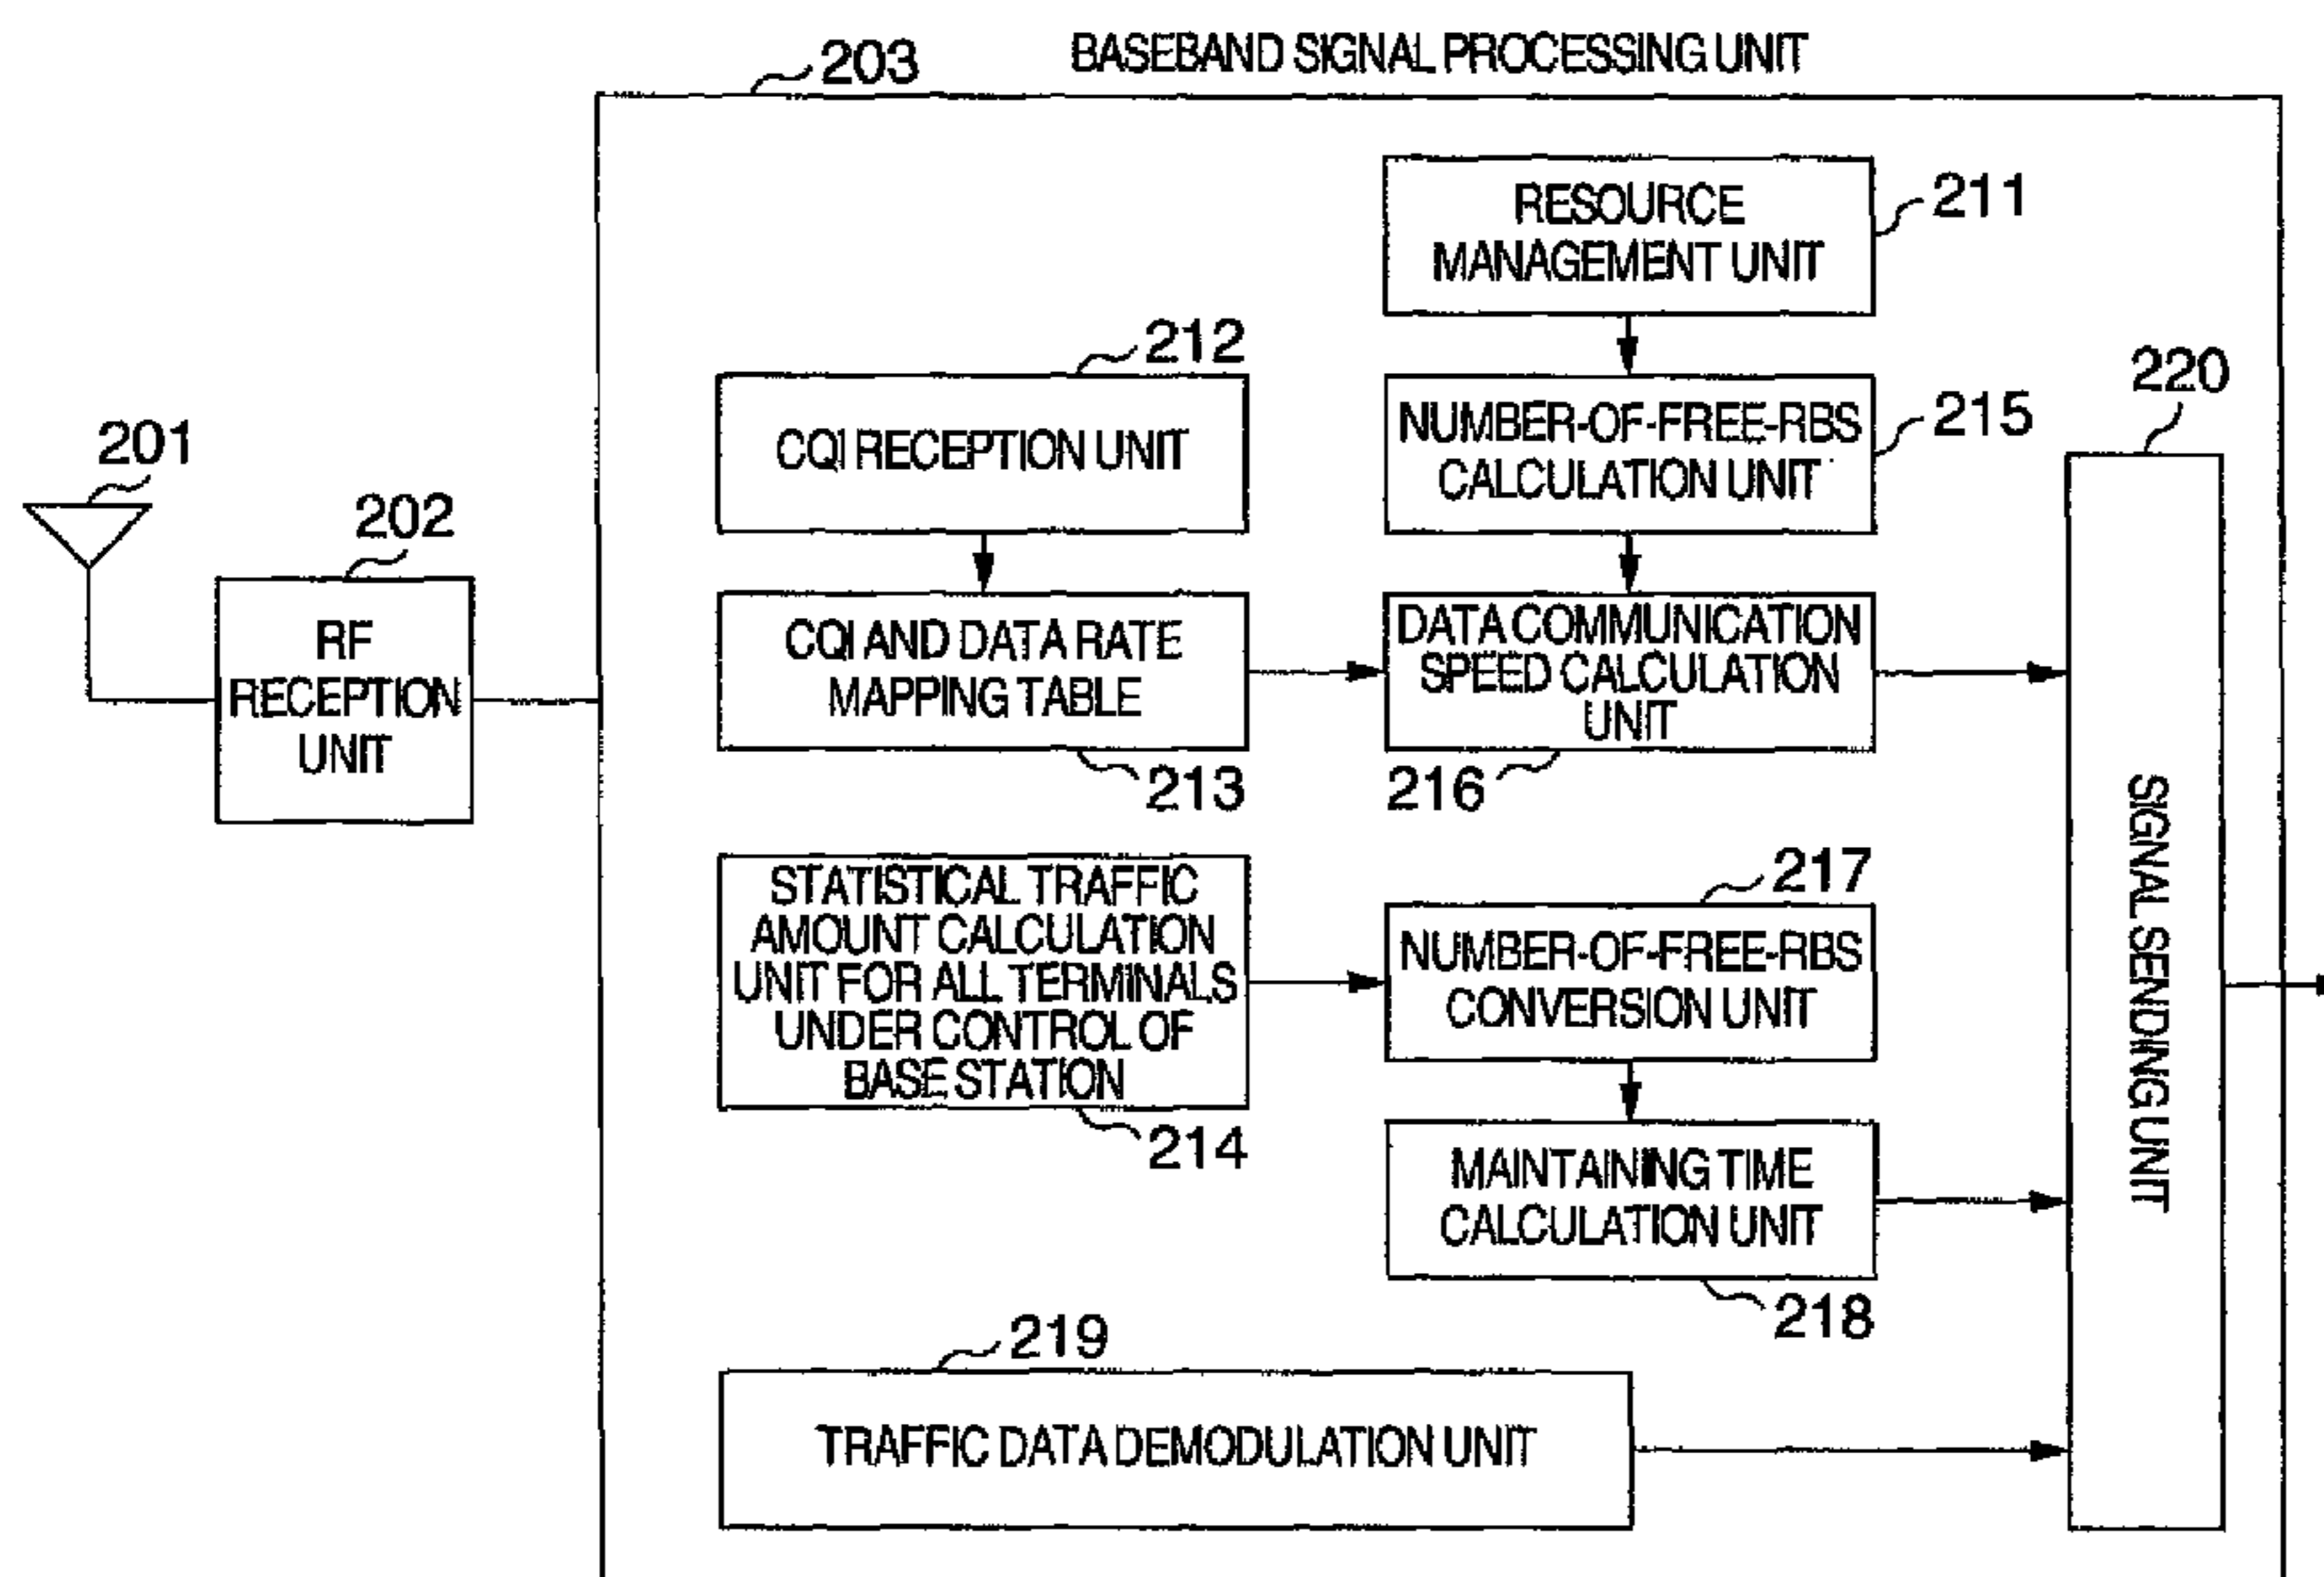 203
BASEBAND SIGNAL PROCESSING UNIT
RESOURCE
MANAGEMENT UNIT
211
212
CQI RECEPTION UNIT
NUMBER-OF-FREE-RBS
CALCULATION UNIT
215
220
201
202
RF
RECEPTION
UNIT
CQI AND DATA RATE
MAPPING TABLE
213
DATA COMMUNICATION
SPEED CALCULATION
UNIT
216
STATISTICAL TRAFFIC
AMOUNT CALCULATION
UNIT FOR ALL TERMINALS
UNDER CONTROL OF
BASE STATION
214
217
NUMBER-OF-FREE-RBS
CONVERSION UNIT
MAINTAINING TIME
CALCULATION UNIT
218
SIGNAL SENDING UNIT
219
TRAFFIC DATA DEMODULATION UNIT